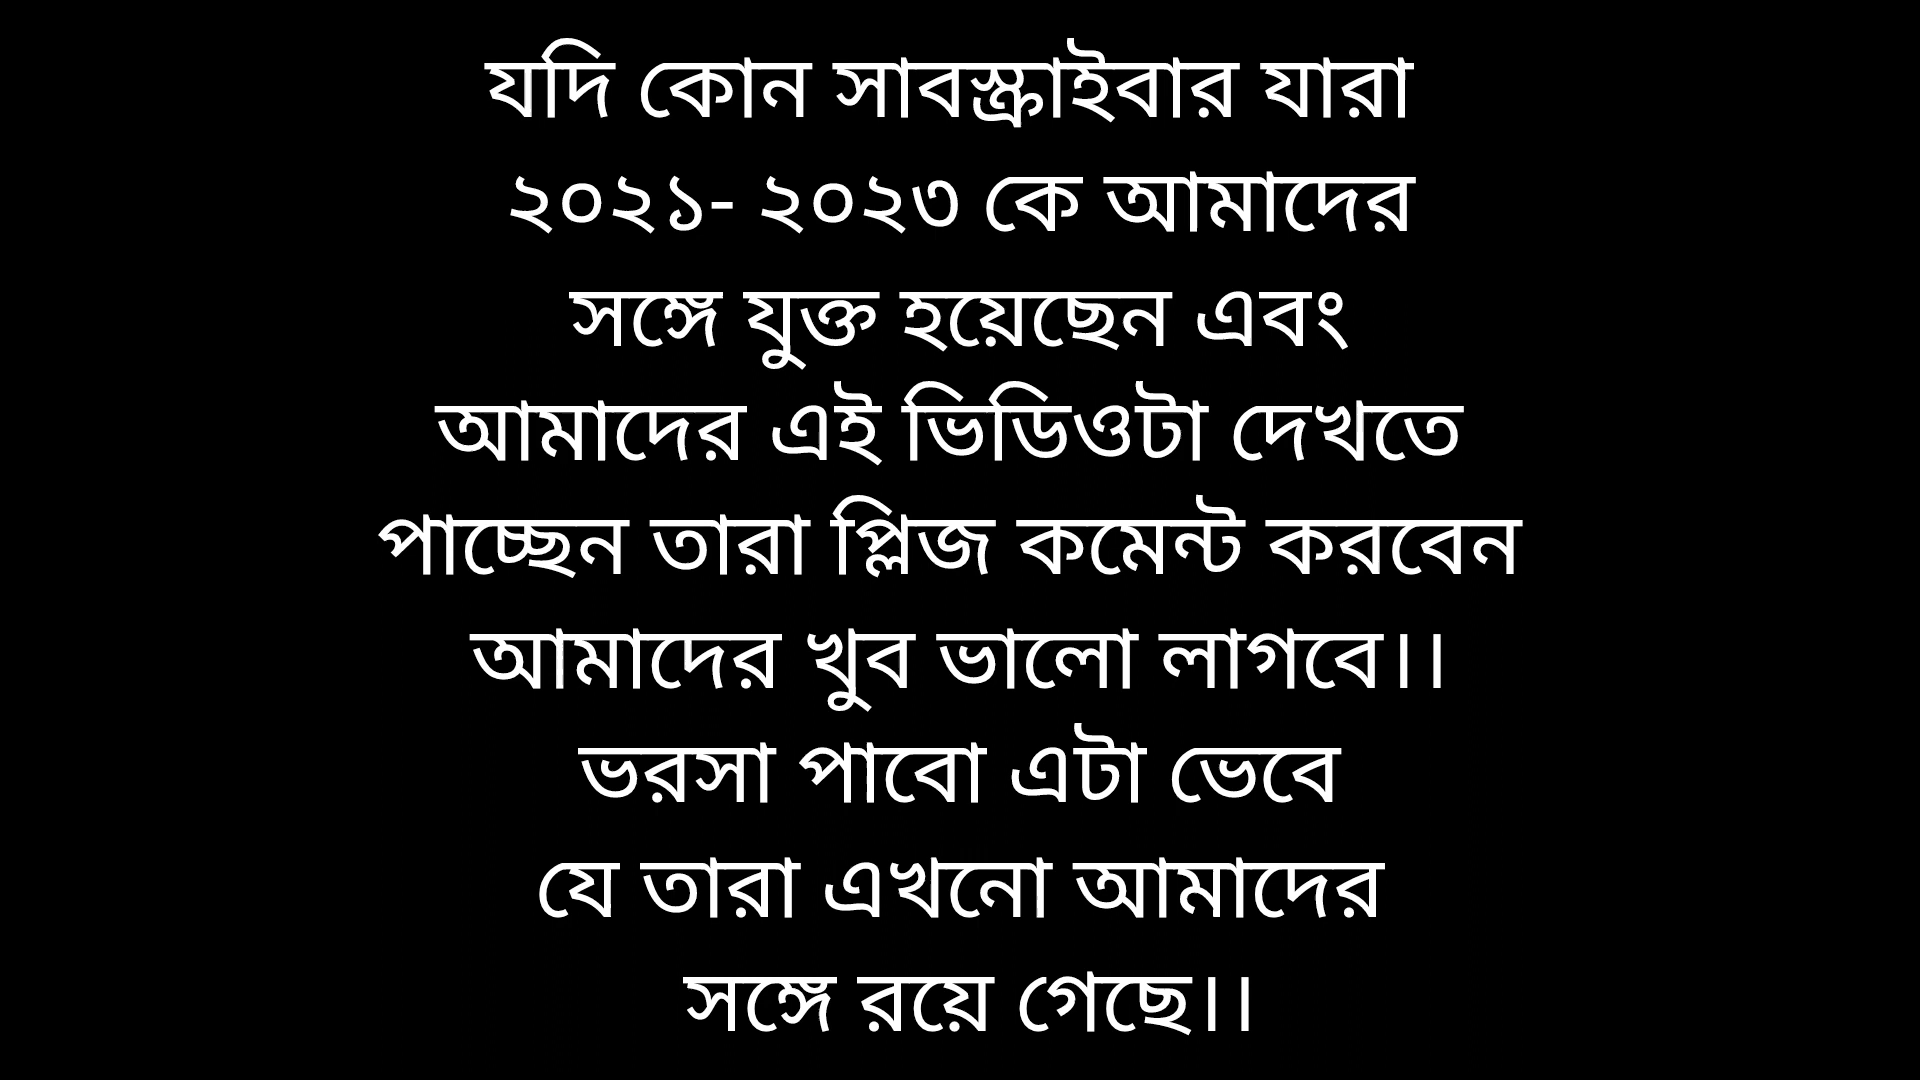 যদি কোন সাবস্ক্রাইবার যারা
২০২১- ২০২৩ কে আমাদের
সঙ্গে যুক্ত হয়েছেন এবং
আমাদের এই ভিডিওটা দেখতে
পাচ্ছেন তারা প্লিজ কমেন্ট করবেন
আমাদের খুব ভালো লাগবে।।
ভরসা পাবো এটা ভেবে
যে তারা এখনো আমাদের
সঙ্গে রয়ে গেছে।।